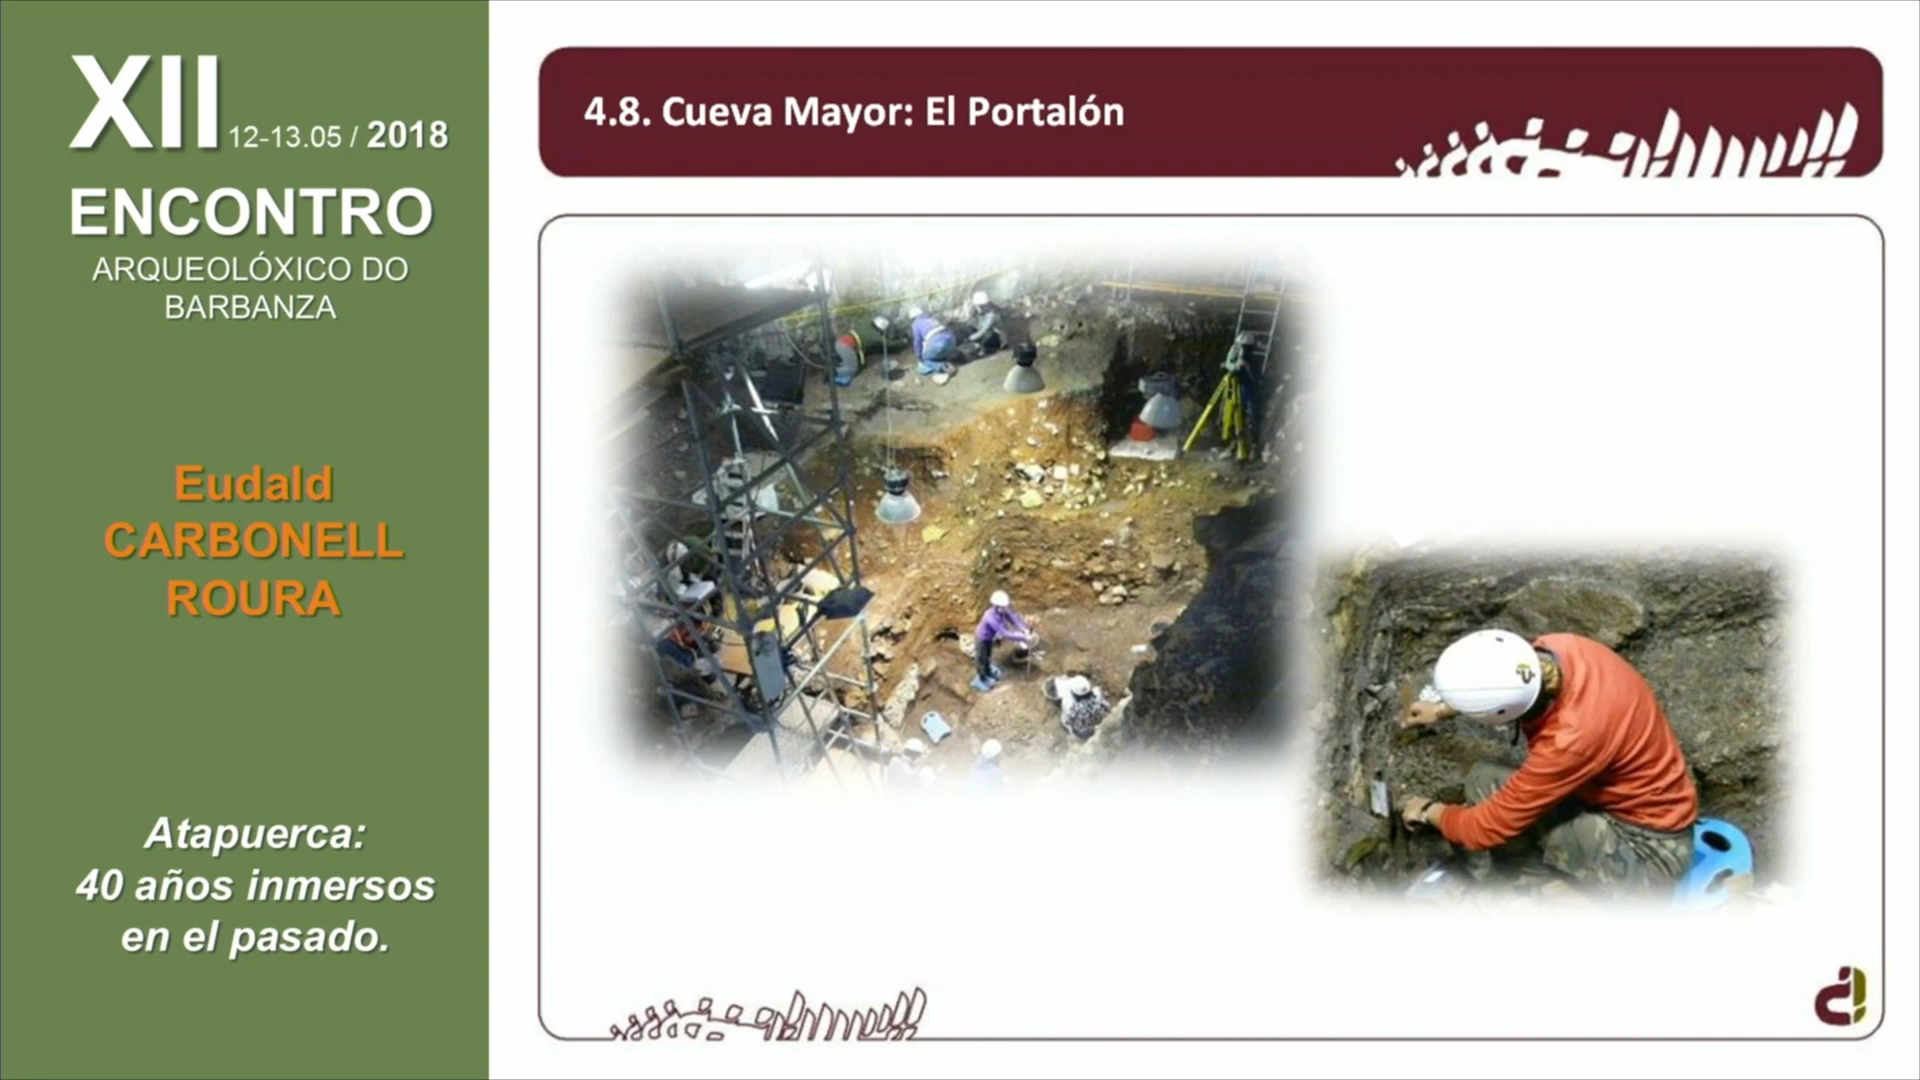 XII 12-13.05 / 2018
ENCONTRO
ARQUEOLÓXICO DO
BARBANZA
Eudald
CARBONELL
ROURA
Atapuerca:
40 años inmersos
en el pasado.
4.8. Cueva Mayor: El Portalón